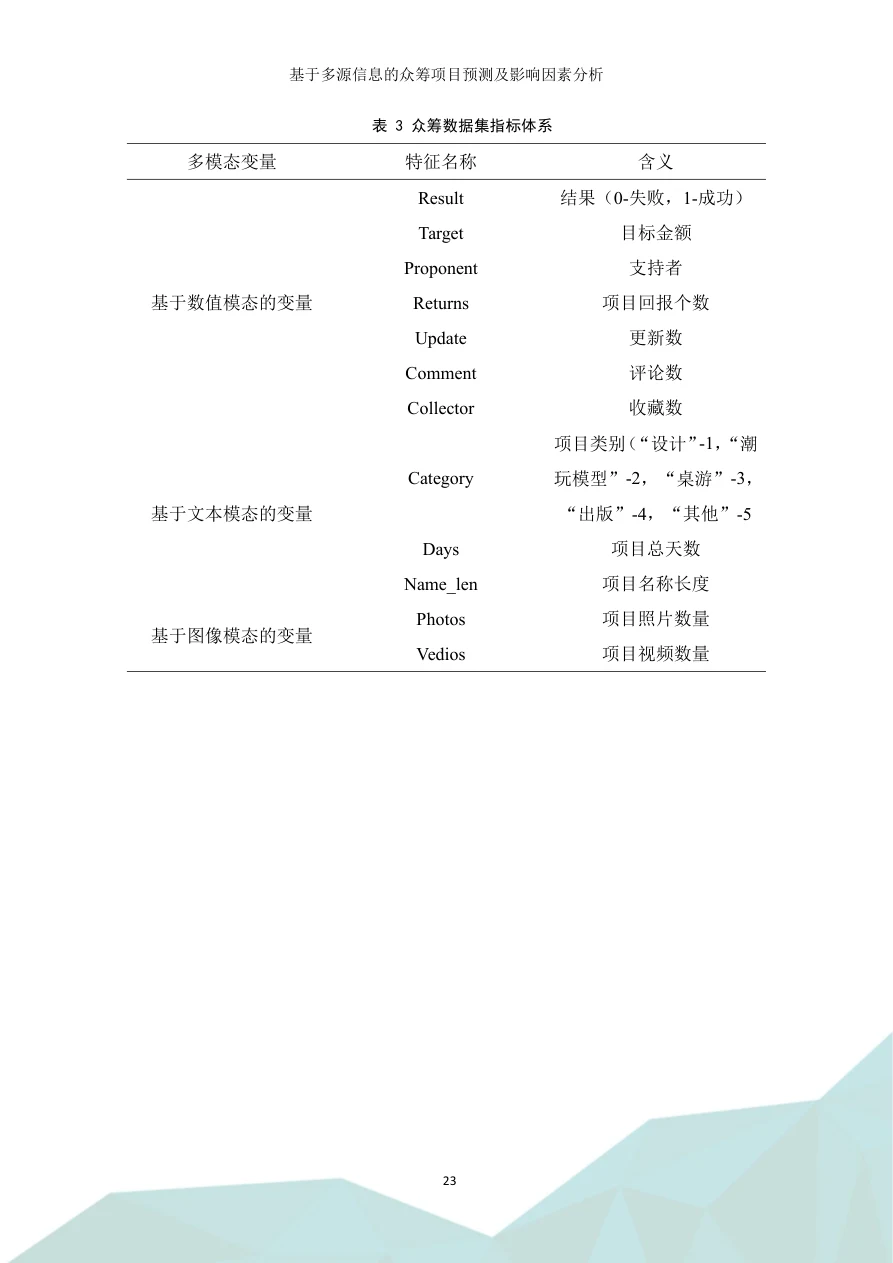 基于多源信息的众筹项目预测及影响因素分析
表 3 众筹数据集指标体系
多模态变量 特征名称 含义
Result 结果（0-失败，1-成功）
Target 目标金额
Proponent 支持者
基于数值模态的变量 Returns 项目回报个数
Update 更新数
Comment 评论数
Collector 收藏数
项目类别（“设计”-1，“潮
Category 玩模型”-2，“桌游”-3，
基于文本模态的变量 “出版”-4，“其他”-5
Days 项目总天数
Name_len 项目名称长度
Photos 项目照片数量
基于图像模态的变量
Vedios 项目视频数量
23